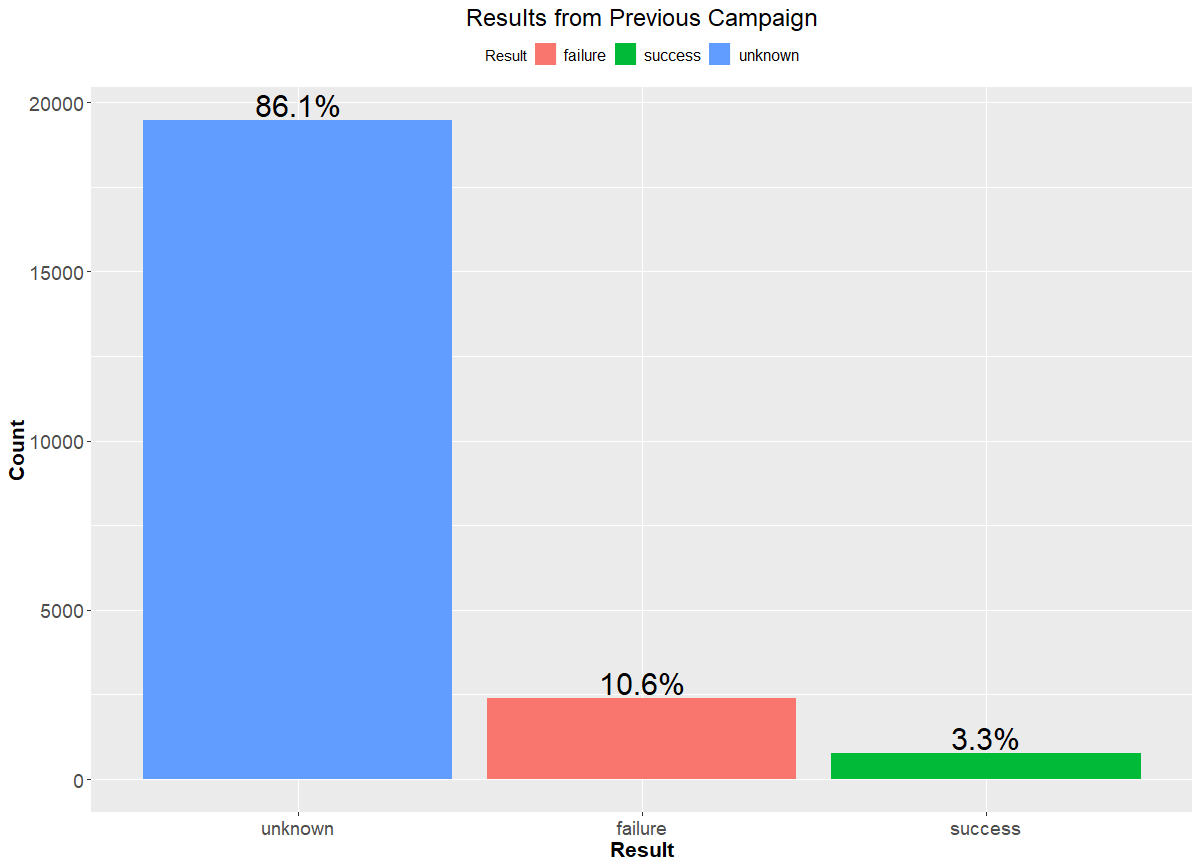 Results from Previous Campaign
Result failure success unknown
20000
15000
10000
5000
0
Count
86.1%
10.6%
3.3%
unknown failure success
Result